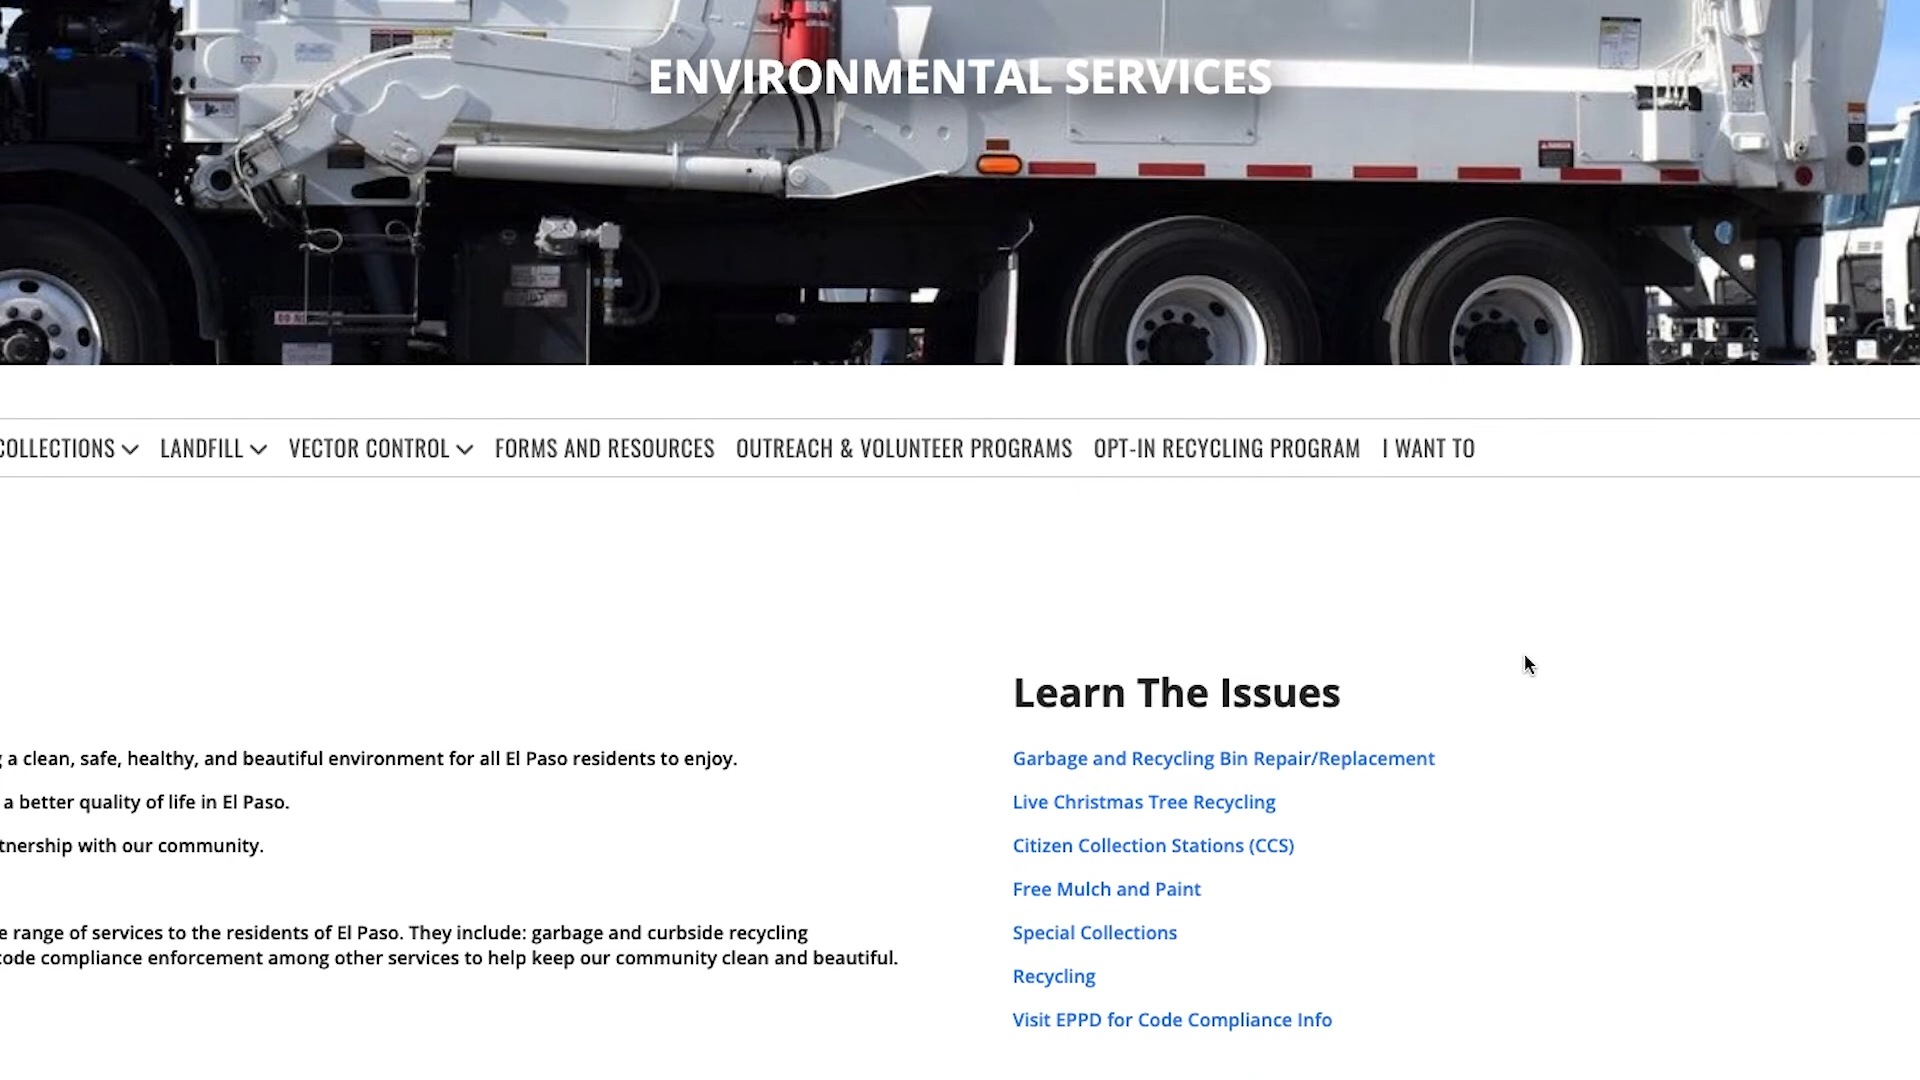 ENVIRONMENTAL SERVICES
COLLECTIONS LANDFILL VECTOR CONTROL FORMS AND RESOURCES OUTREACH & VOLUNTEER PROGRAMS OPT-IN RECYCLING PROGRAM I WANT TO
Learn The Issues
a clean, safe, healthy, and beautiful environment for all El Paso residents to enjoy.
a better quality of life in El Paso.
with our community.
range of services to the residents of El Paso. They include: garbage and curbside recycling
code compliance enforcement among other services to help keep our community clean and beautiful.
Garbage and Recycling Bin Repair/Replacement
Live Christmas Tree Recycling
Citizen Collection Stations (CCS)
Free Mulch and Paint
Special Collections
Recycling
Visit EPPD for Code Compliance Info